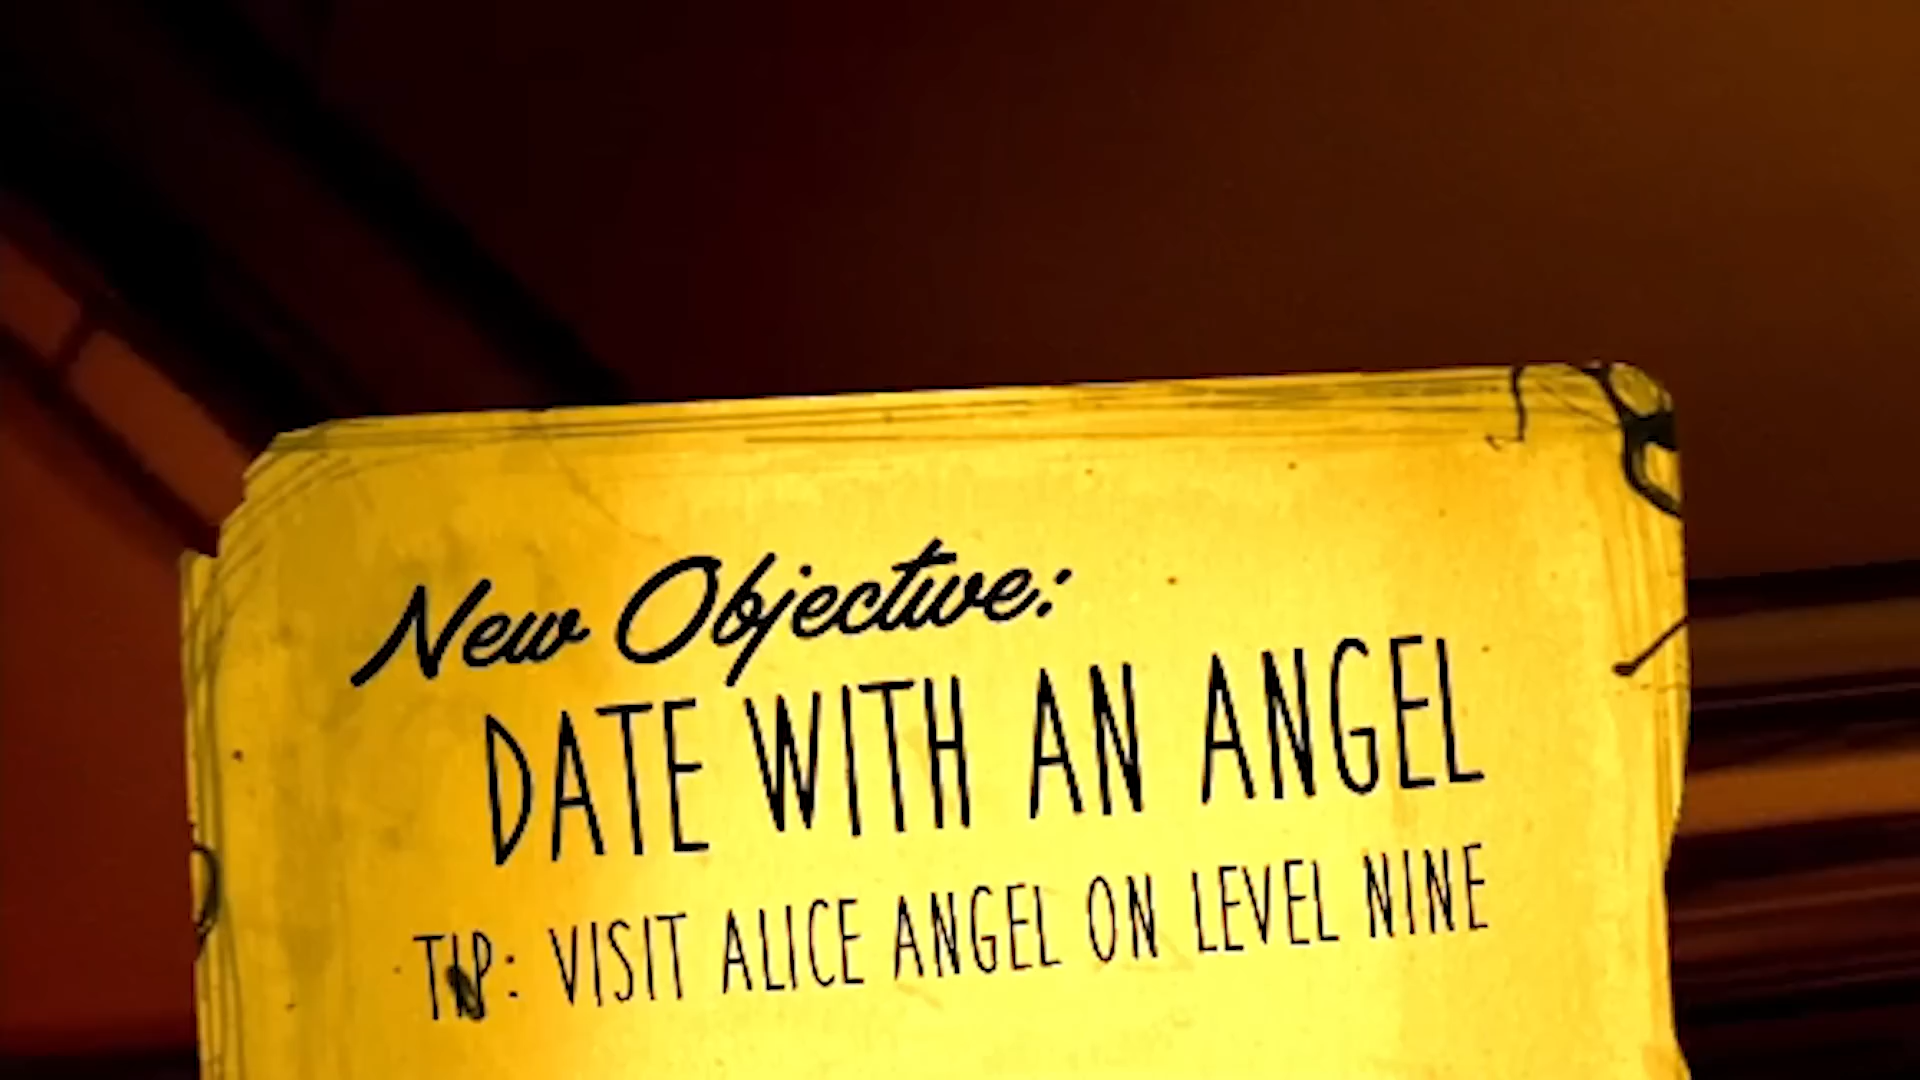 New Objective:
DATE WITH AN ANGEL
TIP: VISIT ALICE ANGEL ON LEVEL NINE